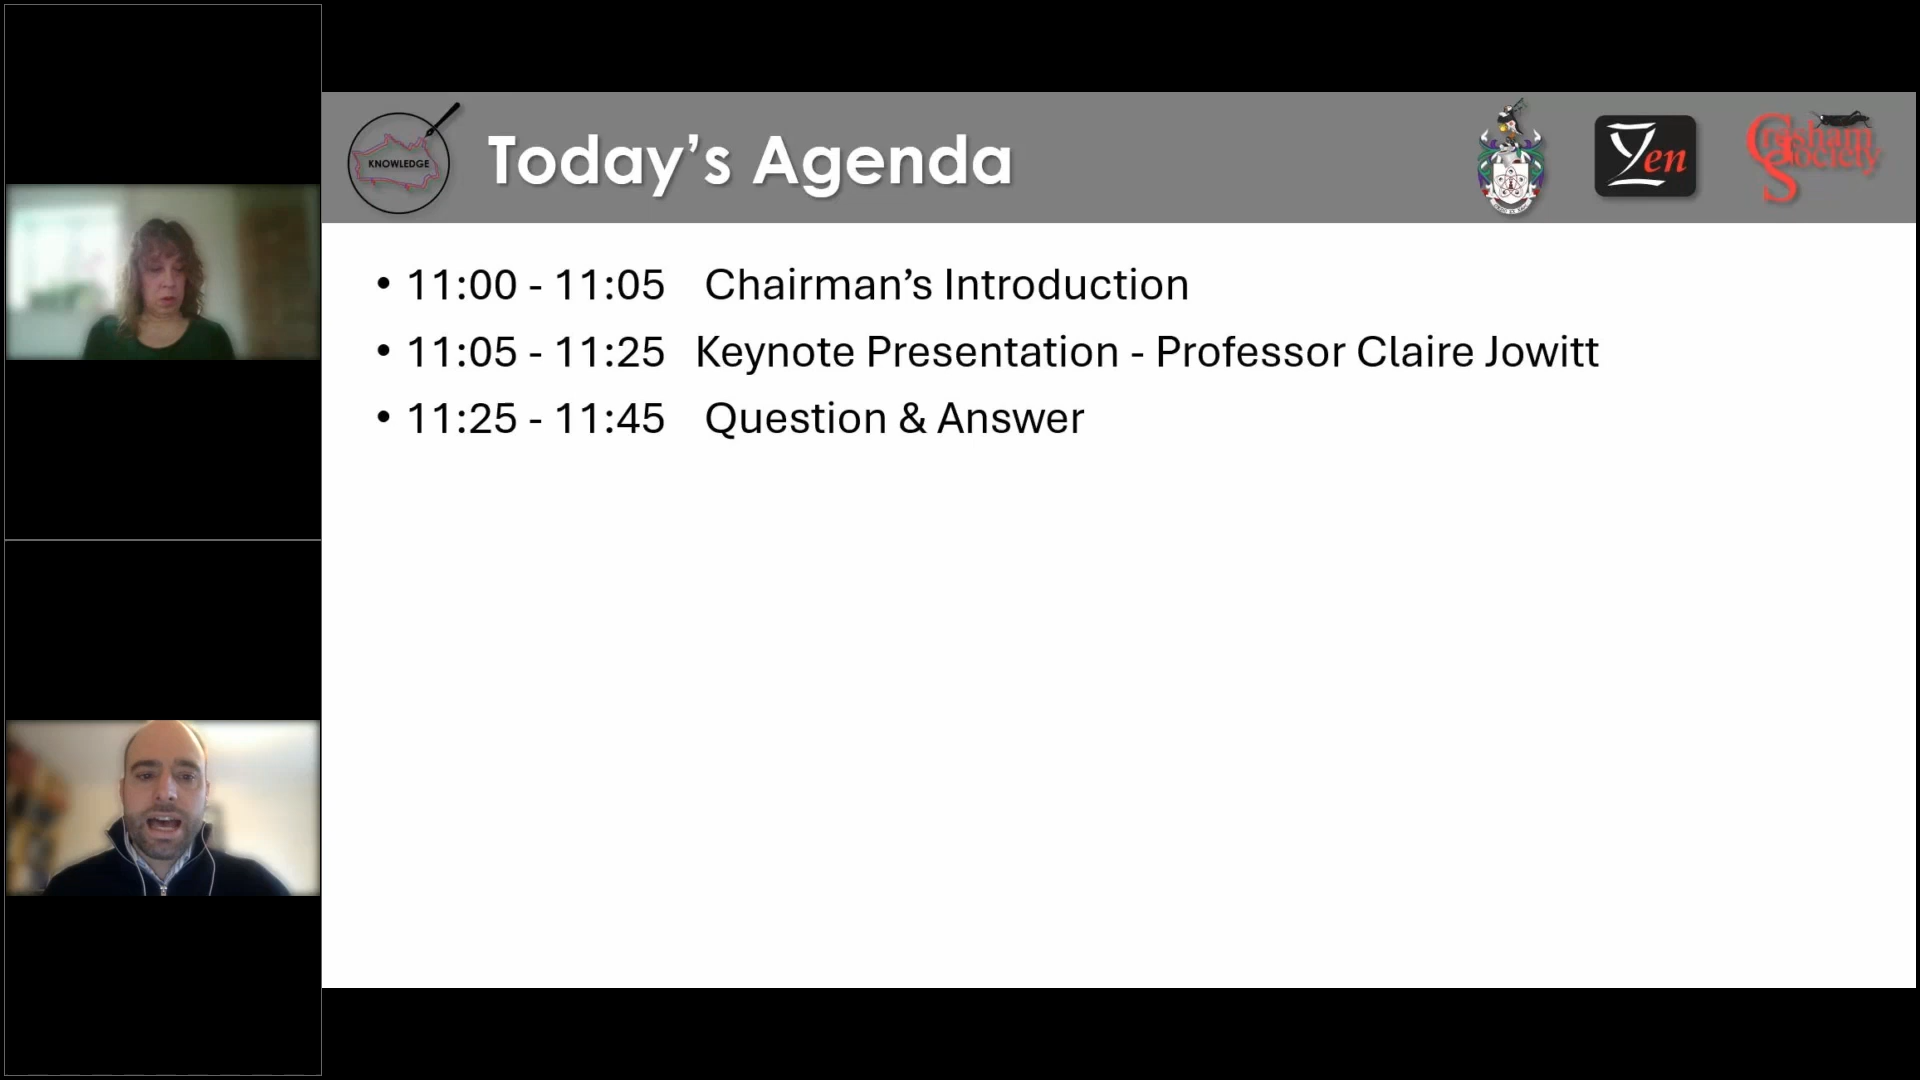 KNOWLEDGE
Today’s Agenda
Yen
Gresham
Society
• 11:00 - 11:05 Chairman’s Introduction
• 11:05 - 11:25 Keynote Presentation - Professor Claire Jowitt
• 11:25 - 11:45 Question & Answer